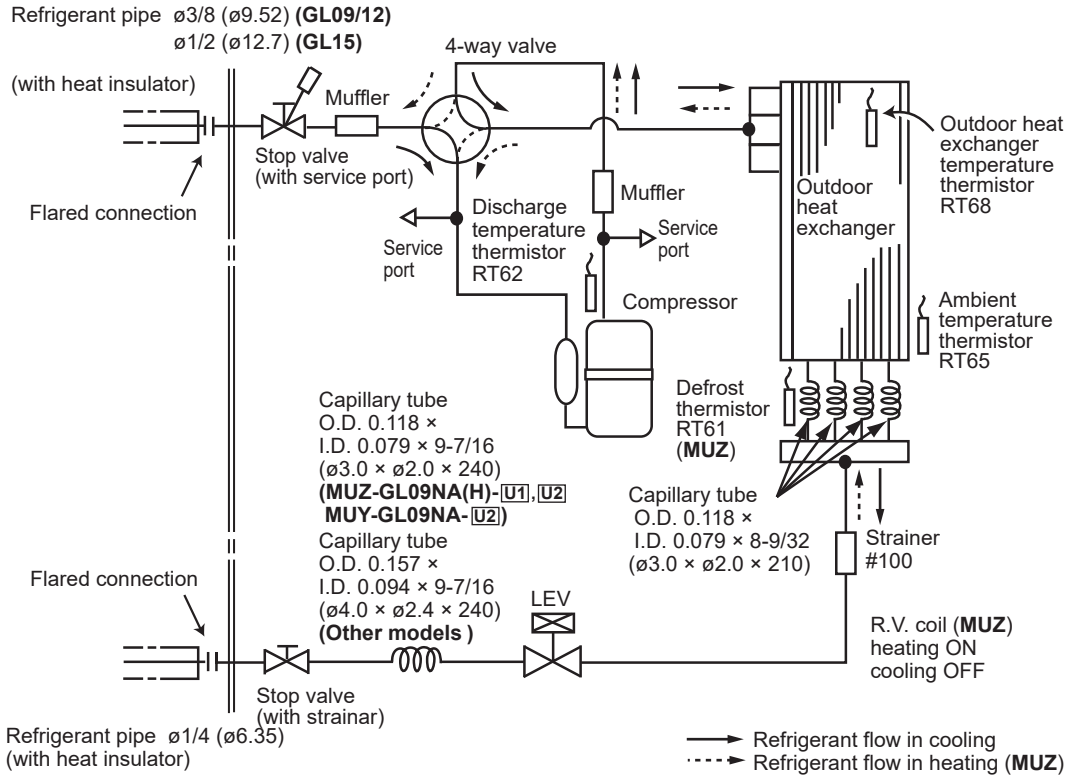 Refrigerant pipe ø3/8 (ø9.52) (GL09/12)
ø1/2 (ø12.7) (GL15)
(with heat insulator)
4-way valve
Muffler
Stop valve
(with service port)
Flared connection
Service
port
Discharge
temperature
thermistor
RT62
Muffler
Service
port
Compressor
Outdoor
heat
exchanger
Outdoor heat
exchanger
temperature
thermistor
RT68
Ambient
temperature
thermistor
RT65
Defrost
thermistor
RT61
(MUZ)
Capillary tube
O.D. 0.118 ×
I.D. 0.079 × 9-7/16
(ø3.0 × ø2.0 × 240)
(MUZ-GL09NA(H)-U1, U2
MUY-GL09NA-U2)
Capillary tube
O.D. 0.157 ×
I.D. 0.094 × 9-7/16
(ø4.0 × ø2.4 × 240)
(Other models )
Capillary tube
O.D. 0.118 ×
I.D. 0.079 × 8-9/32
(ø3.0 × ø2.0 × 210)
Strainer
#100
Flared connection
LEV
R.V. coil (MUZ)
heating ON
cooling OFF
Stop valve
(with strainar)
Refrigerant pipe ø1/4 (ø6.35)
(with heat insulator)
Refrigerant flow in cooling
Refrigerant flow in heating (MUZ)